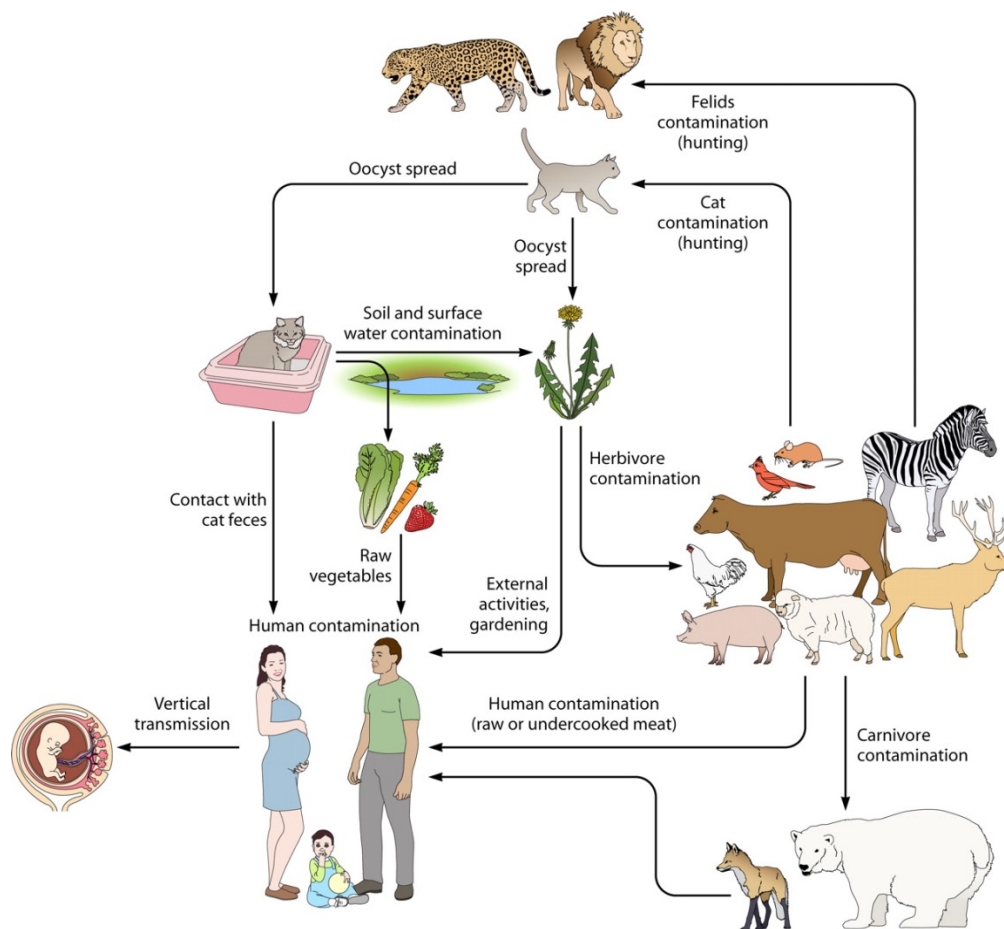 Felids
contamination
(hunting)
Oocyst spread
Cat
contamination
(hunting)
Oocyst
spread
Soil and surface
water contamination
Herbivore
contamination
Contact with
cat feces
Raw
vegetables
External
activities,
gardening
Human contamination
Vertical
transmission
Human contamination
(raw or undercooked meat)
Carnivore
contamination